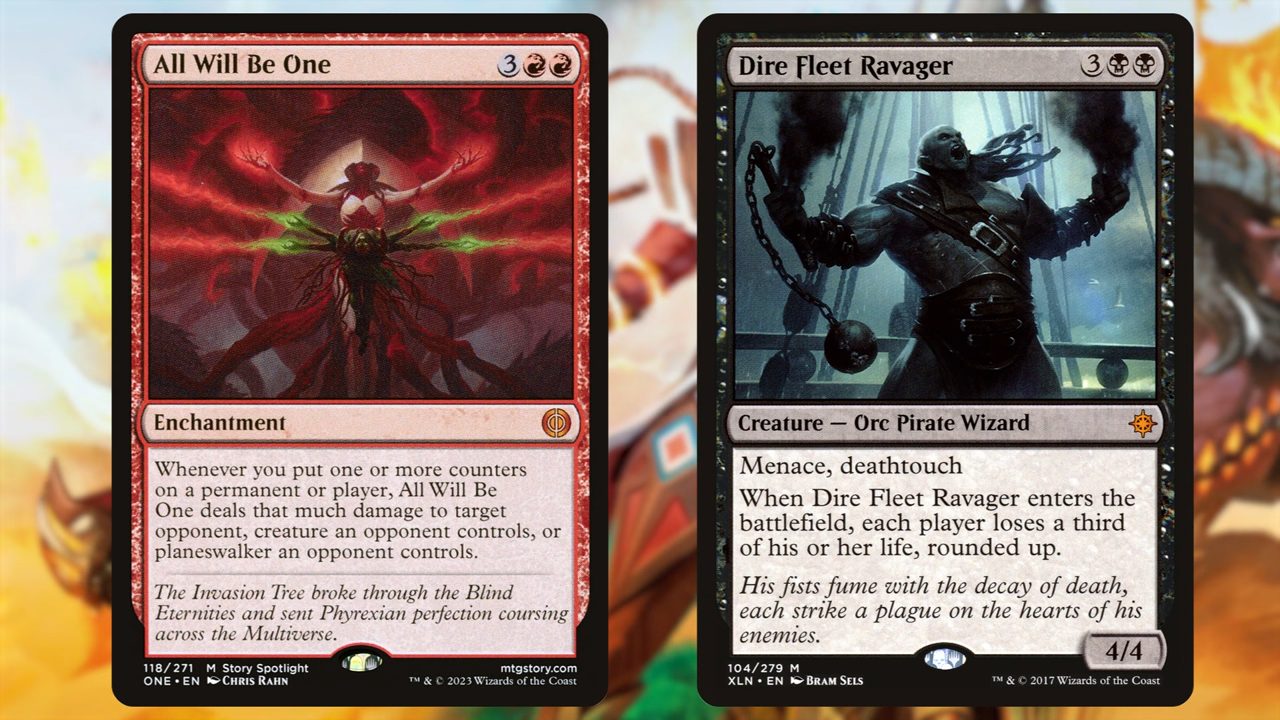 All Will Be One 3
Enchantment
Whenever you put one or more counters
on a permanent or player, All Will Be
One deals that much damage to target
opponent, creature an opponent controls, or
planeswalker an opponent controls.
The Invasion Tree broke through the Blind
Eternities and sent Phyrexian perfection coursing
across the Multiverse.
118/271 M Story Spotlight mtgstory.com
ONE • EN Chris Rahn ™ & © 2023 Wizards of the Coast
Dire Fleet Ravager 3
Creature — Orc Pirate Wizard
Menace, deathtouch
When Dire Fleet Ravager enters the
battlefield, each player loses a third
of his or her life, rounded up.
His fists fume with the decay of death,
each strike a plague on the hearts of his
enemies.
4/4
104/279 M
XLN • EN Bram Sels ™ & © 2017 Wizards of the Coast